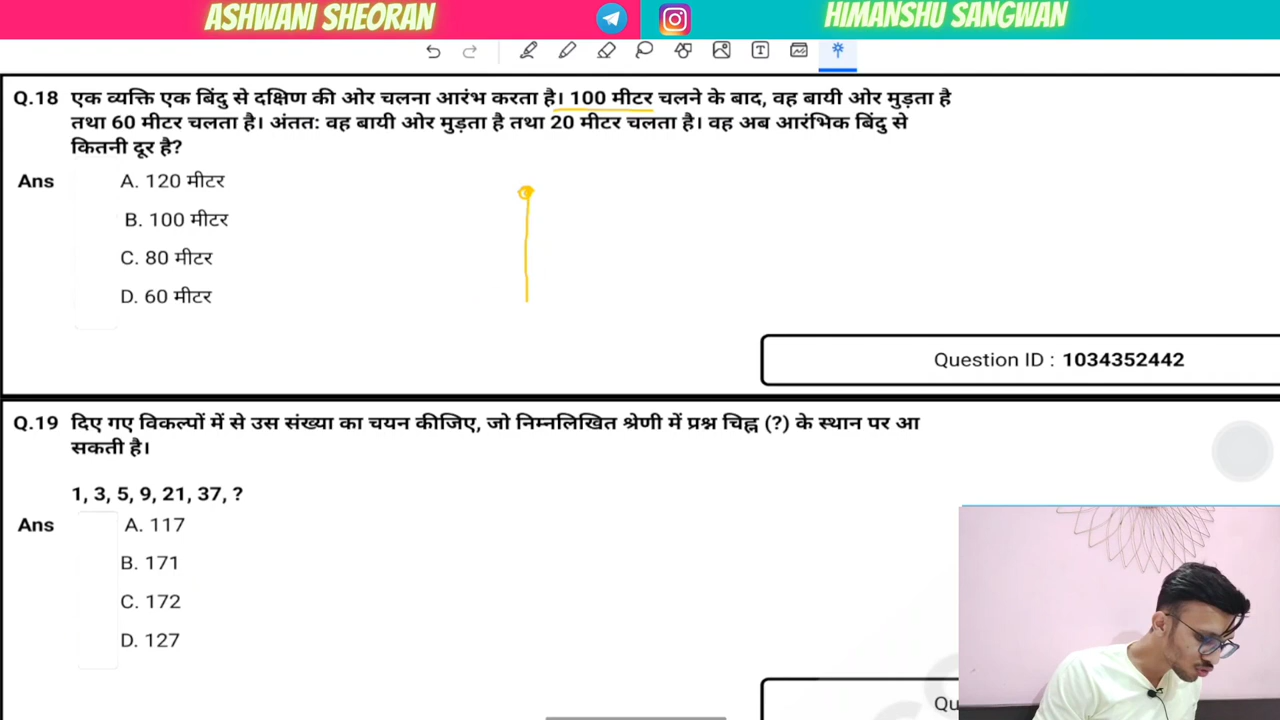 ASHWANI SHEORAN
HIMANSHU SANGWAN
Q.18 एक व्यक्ति एक बिंदु से दक्षिण की ओर चलना आरंभ करता है। 100 मीटर चलने के बाद, वह बायी ओर मुड़ता है
तथा 60 मीटर चलता है। अंतत: वह बायी ओर मुड़ता है तथा 20 मीटर चलता है। वह अब आरंभिक बिंदु से
कितनी दूर है?
Ans A. 120 मीटर
B. 100 मीटर
C. 80 मीटर
D. 60 मीटर
Question ID : 1034352442
Q.19 दिए गए विकल्पों में से उस संख्या का चयन कीजिए, जो निम्नलिखित श्रेणी में प्रश्न चिह्न (?) के स्थान पर आ
सकती है।
1, 3, 5, 9, 21, 37, ?
Ans A. 117
B. 171
C. 172
D. 127
Qu